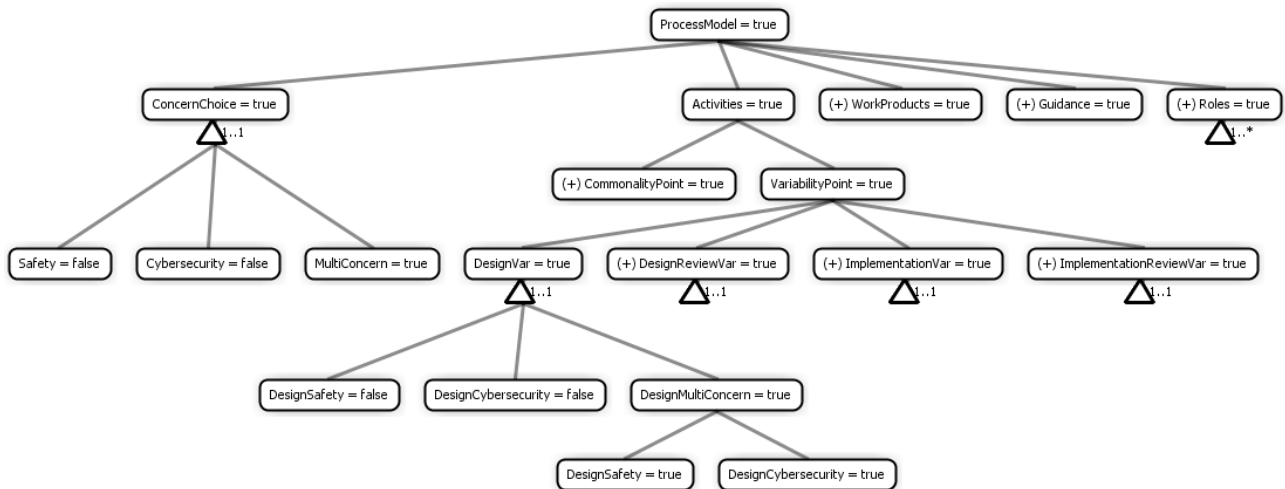 ProcessModel = true
ConcernChoice = true
Activities = true
(+) WorkProducts = true
(+) Guidance = true
(+) Roles = true
1..1
1..*
(+) CommonalityPoint = true
VariabilityPoint = true
Safety = false
Cybersecurity = false
MultiConcern = true
DesignVar = true
(+) DesignReviewVar = true
(+) ImplementationVar = true
(+) ImplementationReviewVar = true
1..1
1..1
1..1
1..1
DesignSafety = false
DesignCybersecurity = false
DesignMultiConcern = true
DesignSafety = true
DesignCybersecurity = true